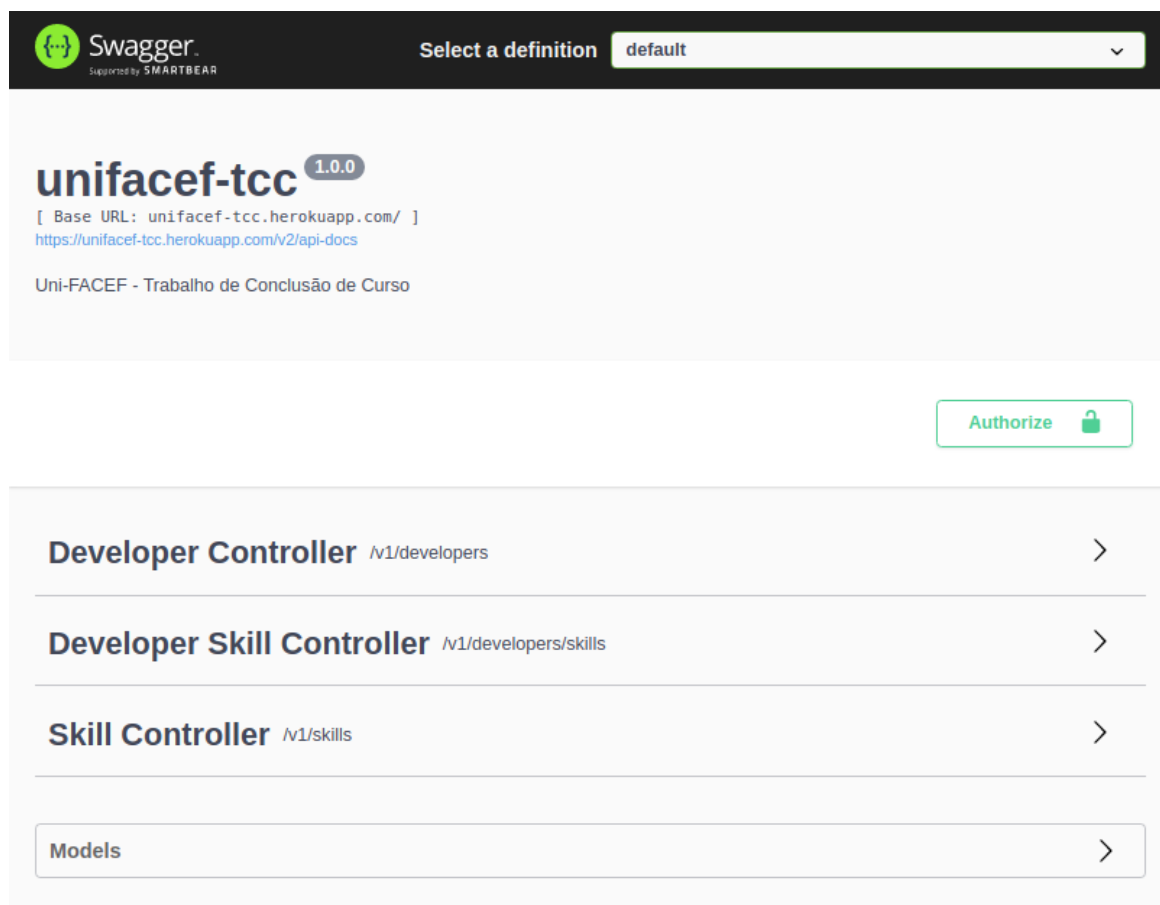 Swagger.
Supported by SMARTBEAR
Select a definition default
unifacef-tcc 1.0.0
[ Base URL: unifacef-tcc.herokuapp.com/ ]
https://unifacef-tcc.herokuapp.com/v2/api-docs
Uni-FACEF - Trabalho de Conclusão de Curso
Authorize
Developer Controller /v1/developers
Developer Skill Controller /v1/developers/skills
Skill Controller /v1/skills
Models